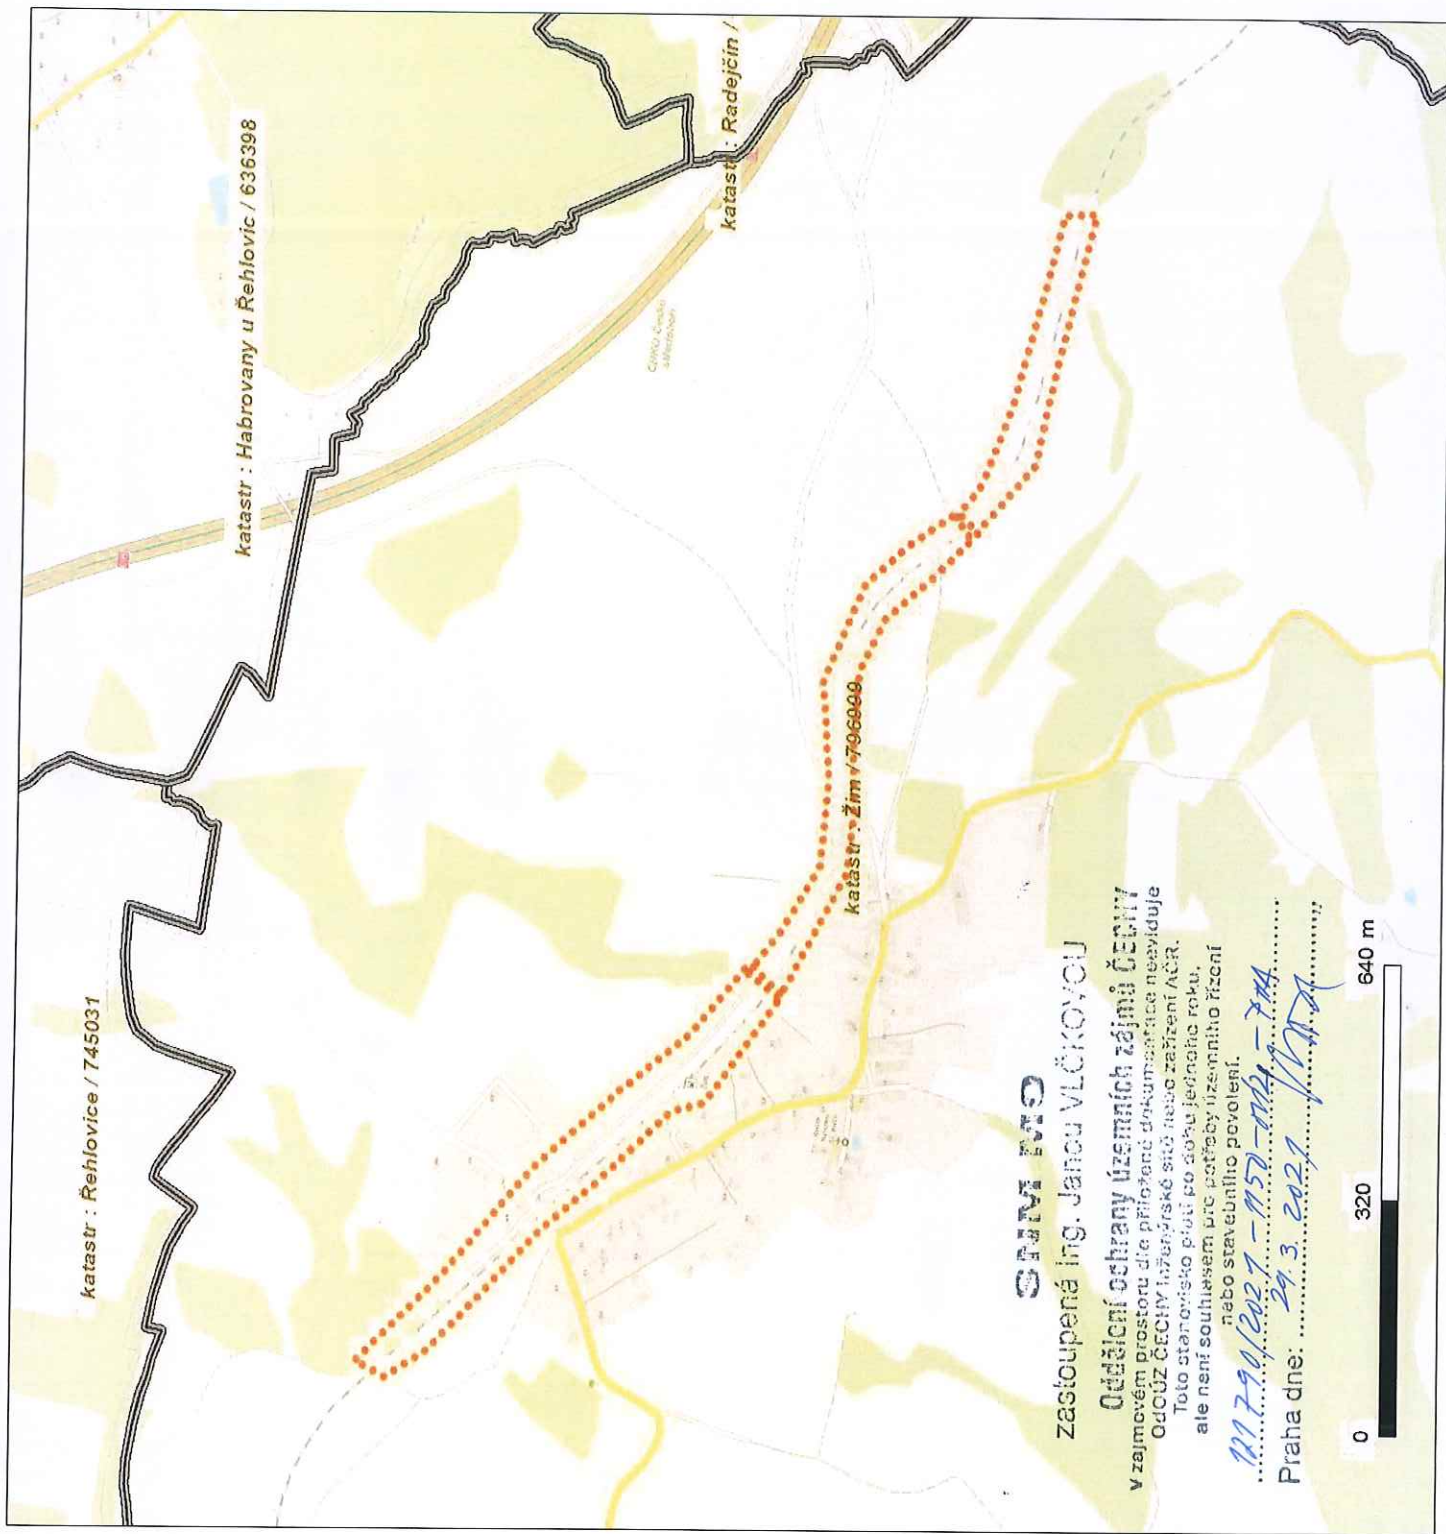 katastr : Řehlovice / 745031
katastr : Habrovany u Řehlovic / 636398
katastr : Radejčín /
katastr : Žim / 796999
SNM MO
zastoupená Ing. Janou VLČKOVOU
Oddělení ochrany územních zájmů ČECHY
V zájmovém prostoru dle přiložené dokumentace neeviduje
OdOÚZ ČECHY inženýrské sítě nebo zařízení AČR.
Toto stanovisko platí po dobu jednoho roku,
ale není souhlasem pro potřeby územního řízení
nebo stavebního povolení.
Praha dne: 29. 3. 2021
0 320 640 m